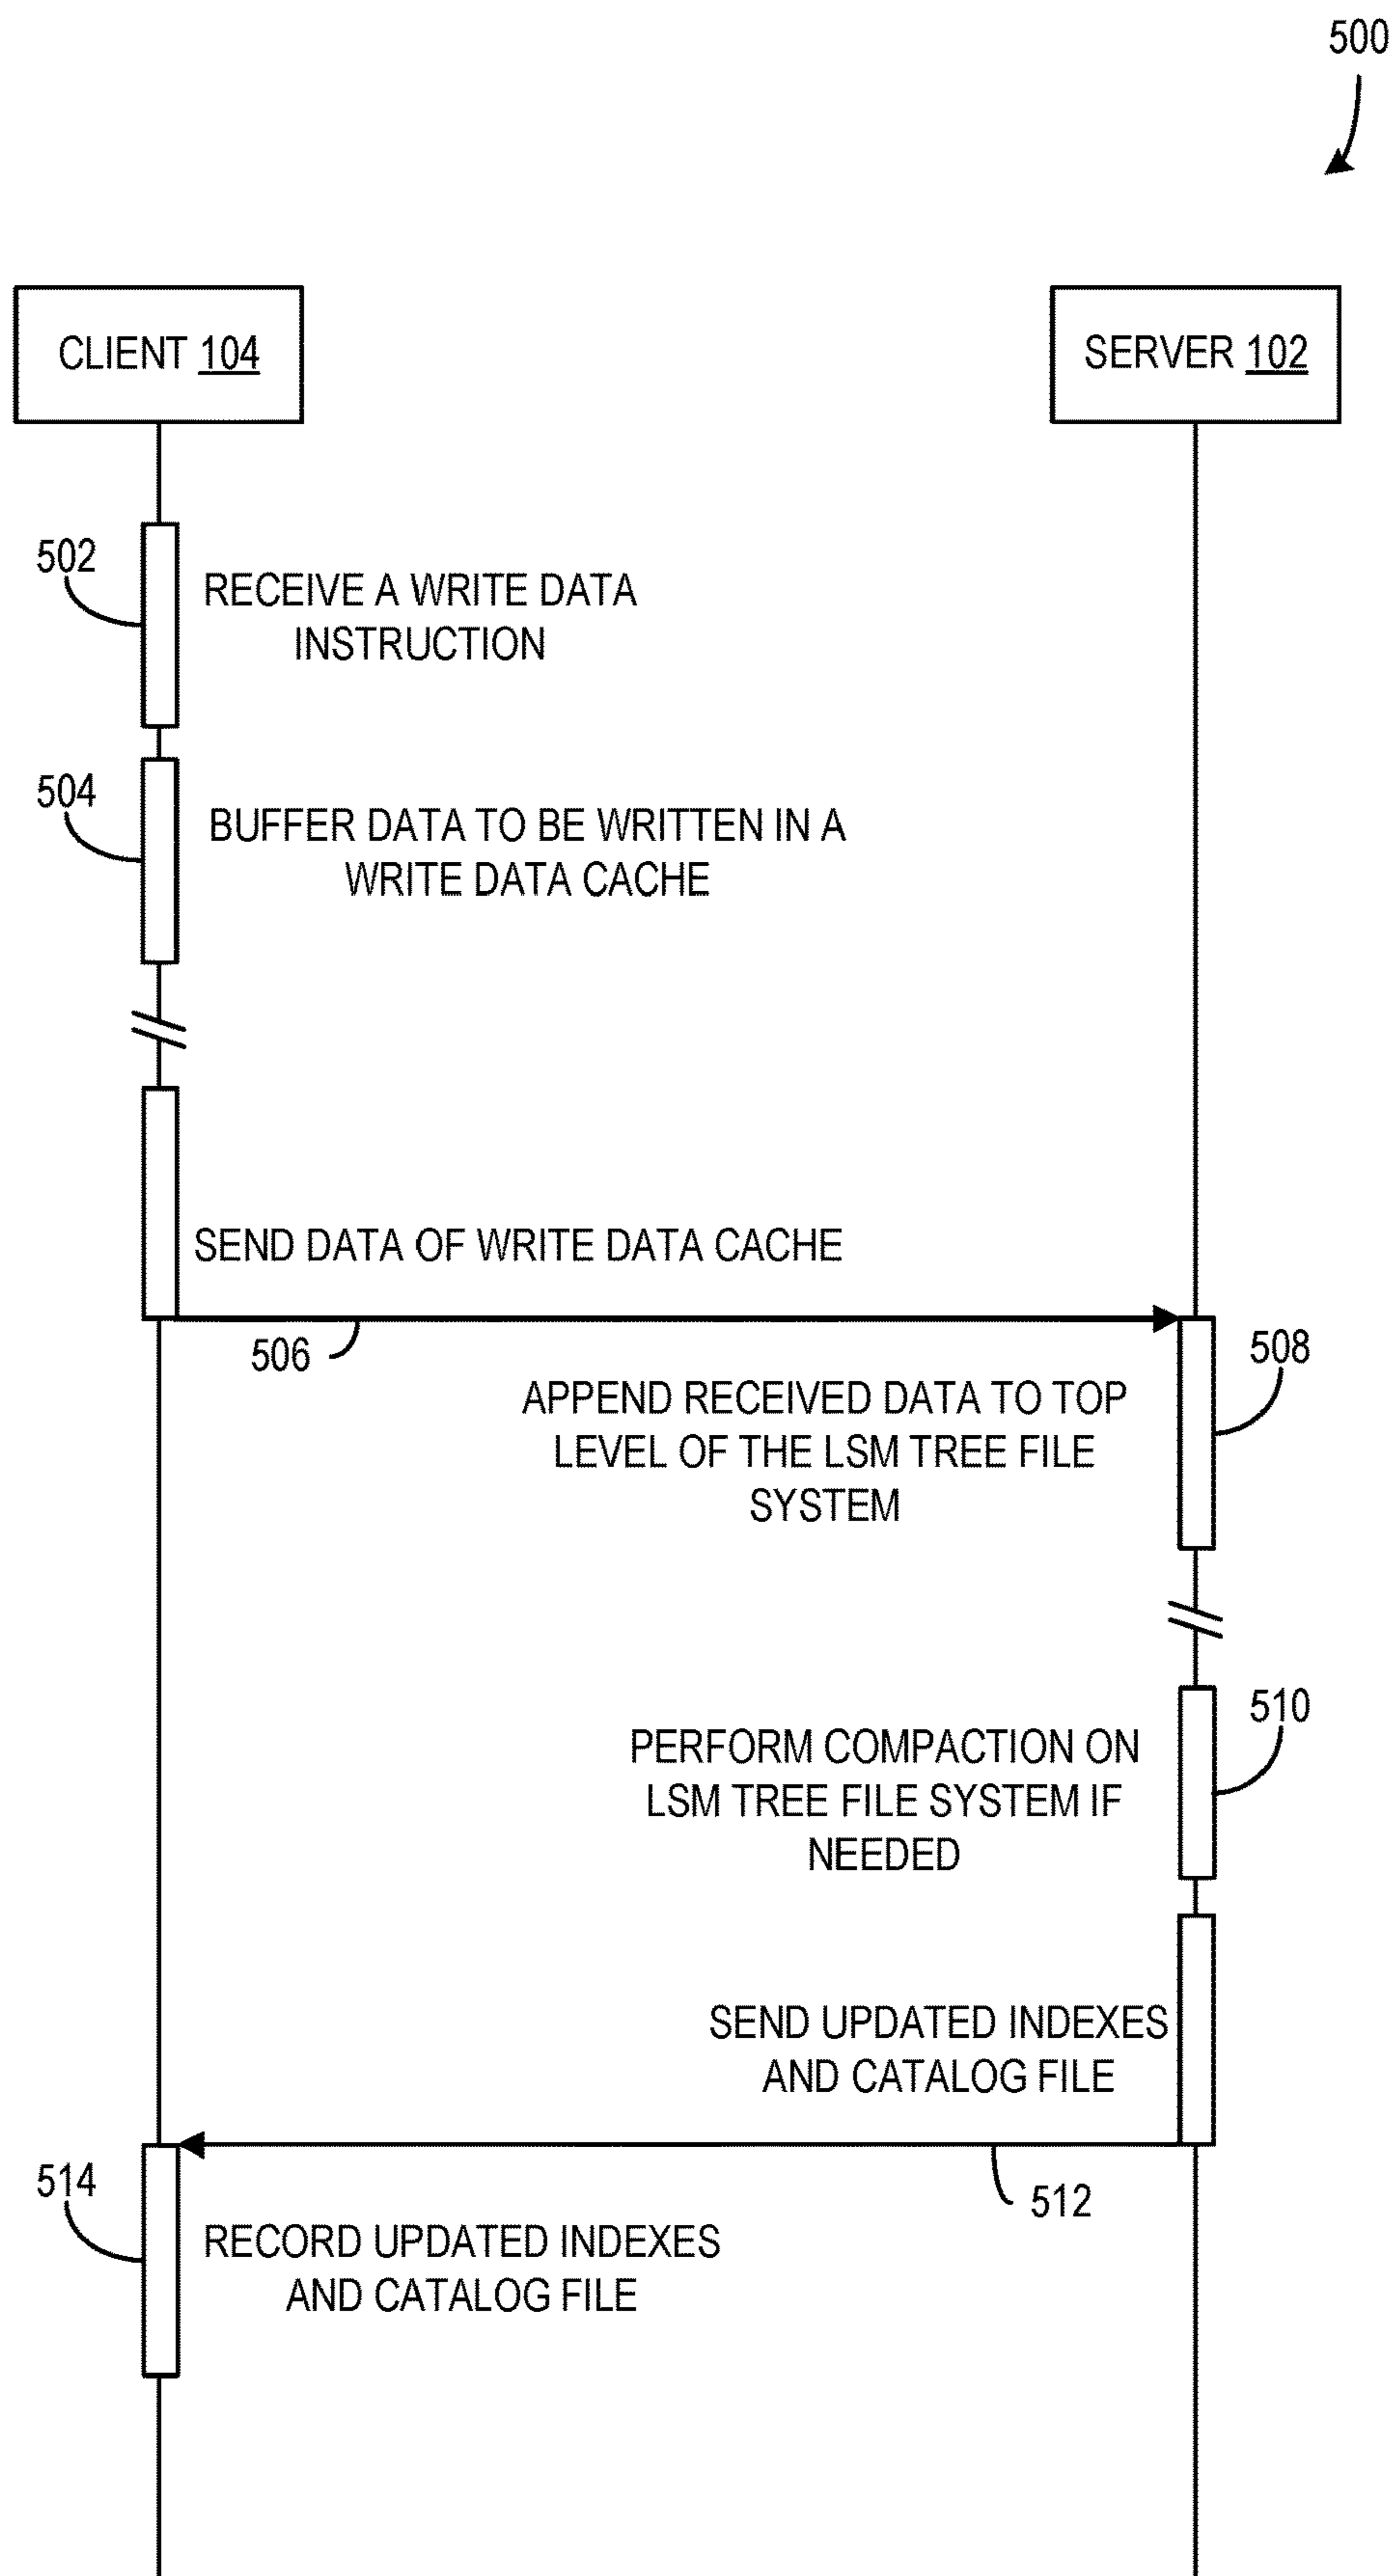 500
CLIENT 104
SERVER 102
502
RECEIVE A WRITE DATA
INSTRUCTION
504
BUFFER DATA TO BE WRITTEN IN A
WRITE DATA CACHE
SEND DATA OF WRITE DATA CACHE
506
508
APPEND RECEIVED DATA TO TOP
LEVEL OF THE LSM TREE FILE
SYSTEM
510
PERFORM COMPACTION ON
LSM TREE FILE SYSTEM IF
NEEDED
SEND UPDATED INDEXES
AND CATALOG FILE
512
514
RECORD UPDATED INDEXES
AND CATALOG FILE